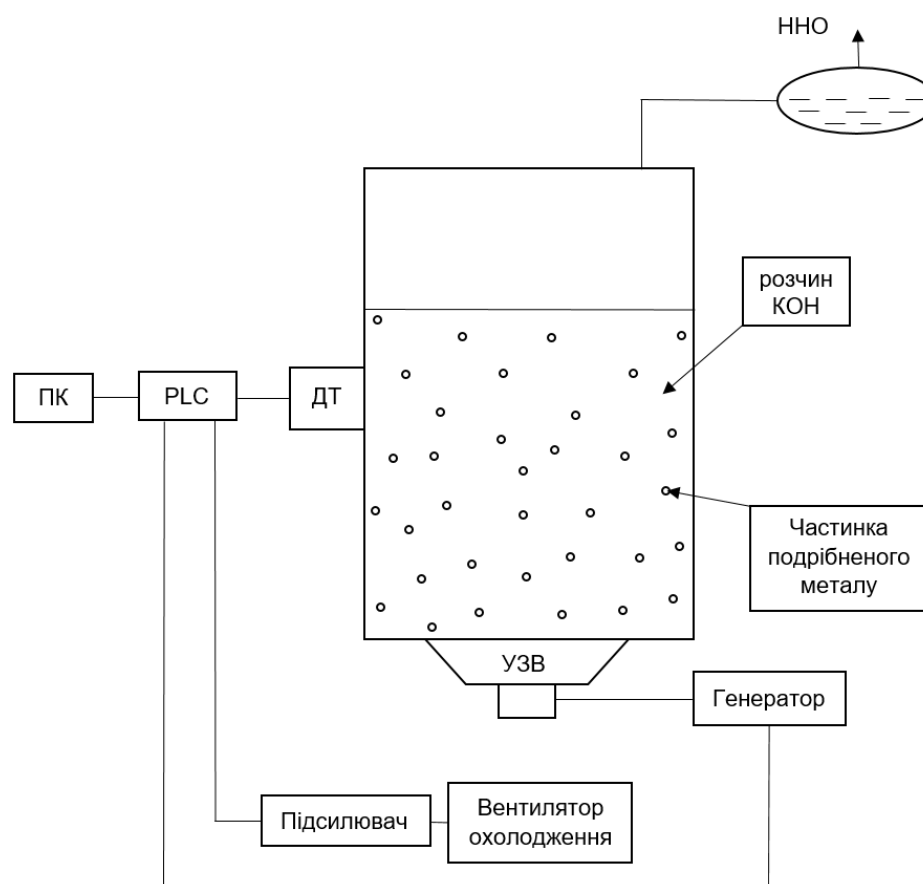 ННО
розчин
КОН
ПК
PLC
ДТ
Частинка
подрібненого
металу
УЗВ
Генератор
Підсилювач
Вентилятор
охолодження